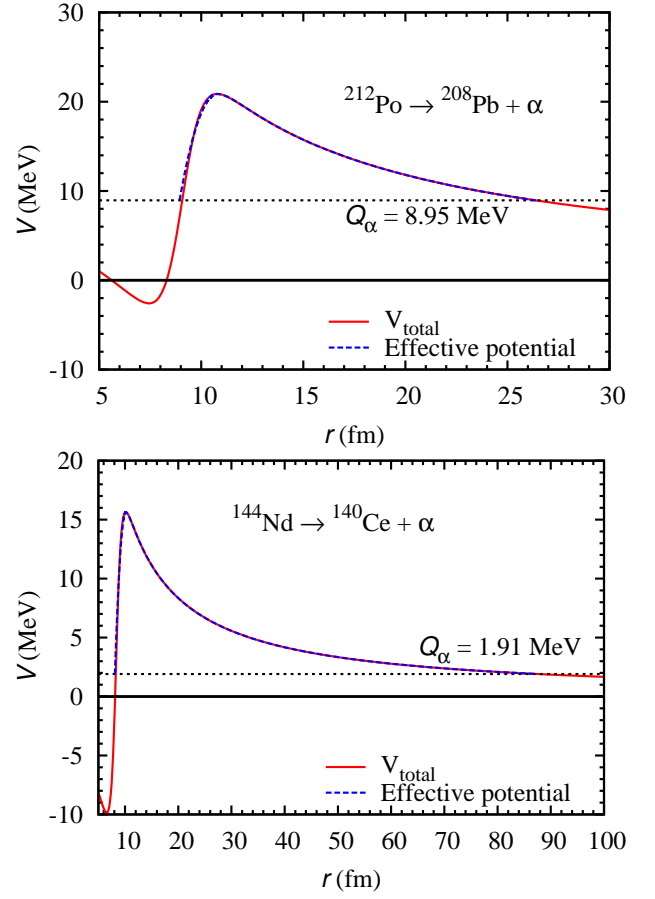 30
20
10
0
-10
V (MeV)
²¹²Po → ²⁰⁸Pb + α
Qα = 8.95 MeV
V_total
Effective potential
5 10 15 20 25 30
r (fm)
20
15
10
5
0
-5
-10
V (MeV)
¹⁴⁴Nd → ¹⁴⁰Ce + α
Qα = 1.91 MeV
V_total
Effective potential
10 20 30 40 50 60 70 80 90 100
r (fm)